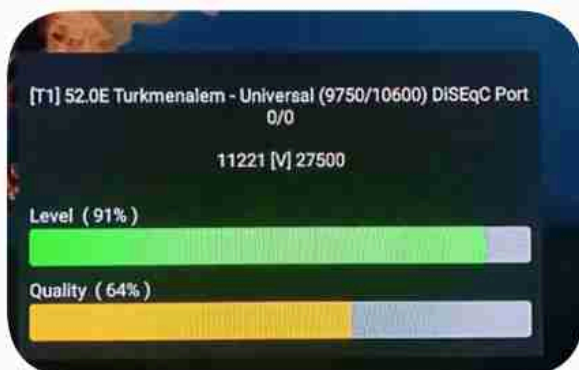 [T1] 52.0E Turkmenalem - Universal (9750/10600) DiSEqC Port
0/0
11221 [V] 27500
Level ( 91% )
Quality ( 64% )